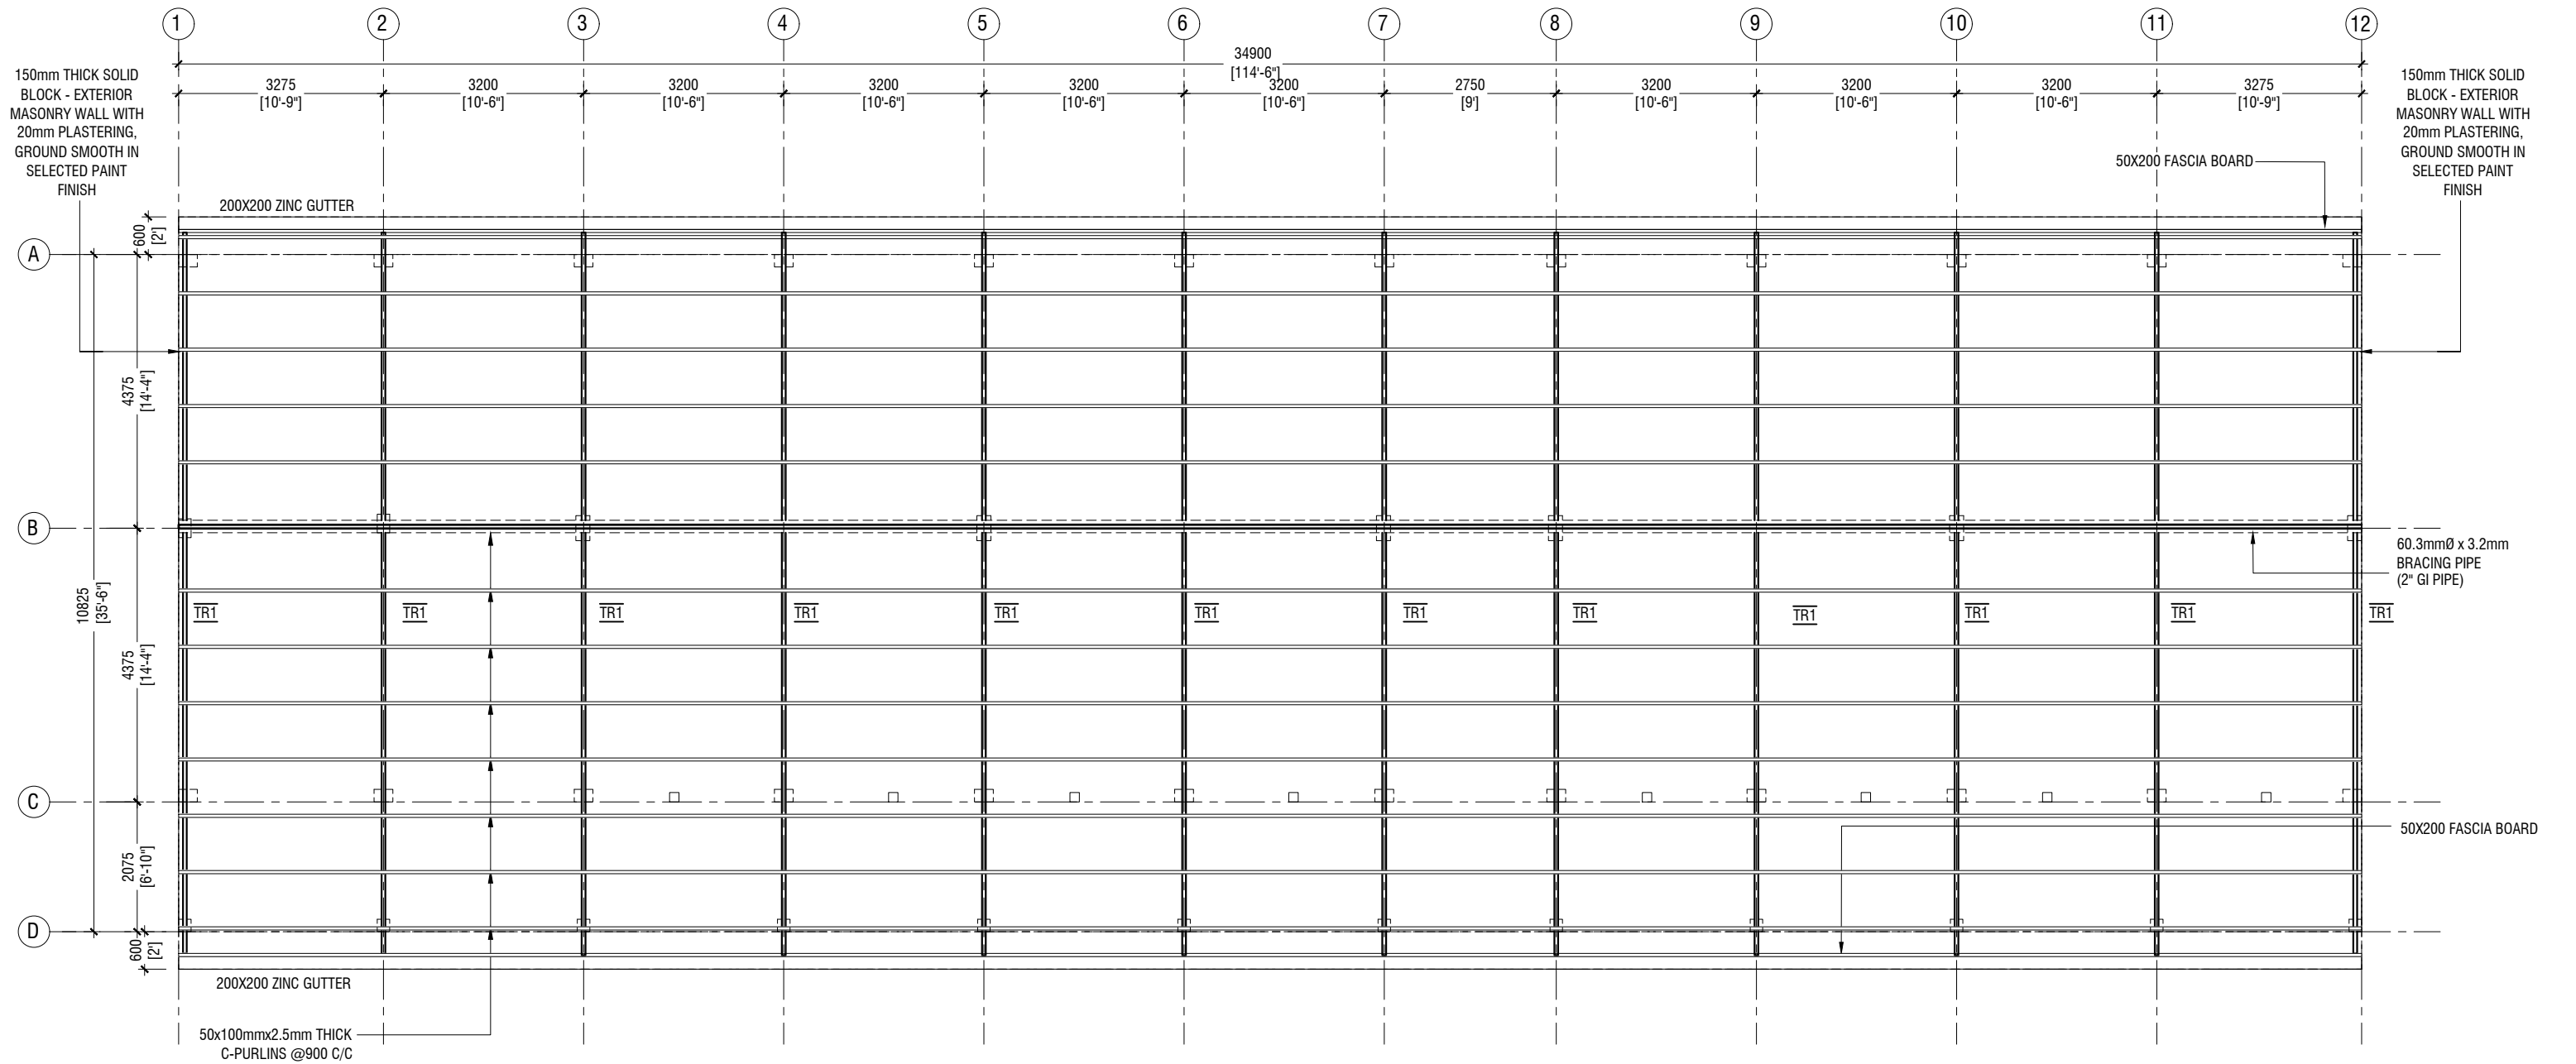 1
2
3
4
5
6
7
8
9
10
11
12
34900
[114'-6"]
3275
[10'-9"]
3200
[10'-6"]
3200
[10'-6"]
3200
[10'-6"]
3200
[10'-6"]
3200
[10'-6"]
2750
[9']
3200
[10'-6"]
3200
[10'-6"]
3200
[10'-6"]
3275
[10'-9"]
150mm THICK SOLID
BLOCK - EXTERIOR
MASONRY WALL WITH
20mm PLASTERING,
GROUND SMOOTH IN
SELECTED PAINT
FINISH
150mm THICK SOLID
BLOCK - EXTERIOR
MASONRY WALL WITH
20mm PLASTERING,
GROUND SMOOTH IN
SELECTED PAINT
FINISH
50X200 FASCIA BOARD
200X200 ZINC GUTTER
600
[2']
A
4375
[14'-4"]
B
60.3mmØ x 3.2mm
BRACING PIPE
(2" GI PIPE)
10825
[35'-6"]
TR1
TR1
TR1
TR1
TR1
TR1
TR1
TR1
TR1
TR1
TR1
TR1
4375
[14'-4"]
C
50X200 FASCIA BOARD
2075
[6'-10"]
D
600
[2']
200X200 ZINC GUTTER
50x100mmx2.5mm THICK
C-PURLINS @900 C/C